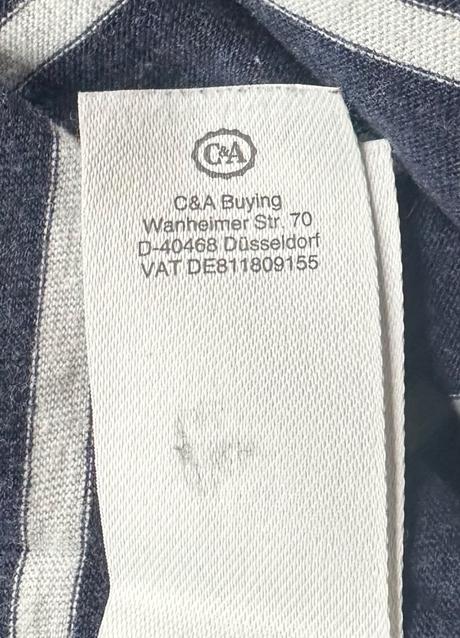 C&A
C&A Buying
Wanheimer Str. 70
D-40468 Düsseldorf
VAT DE811809155